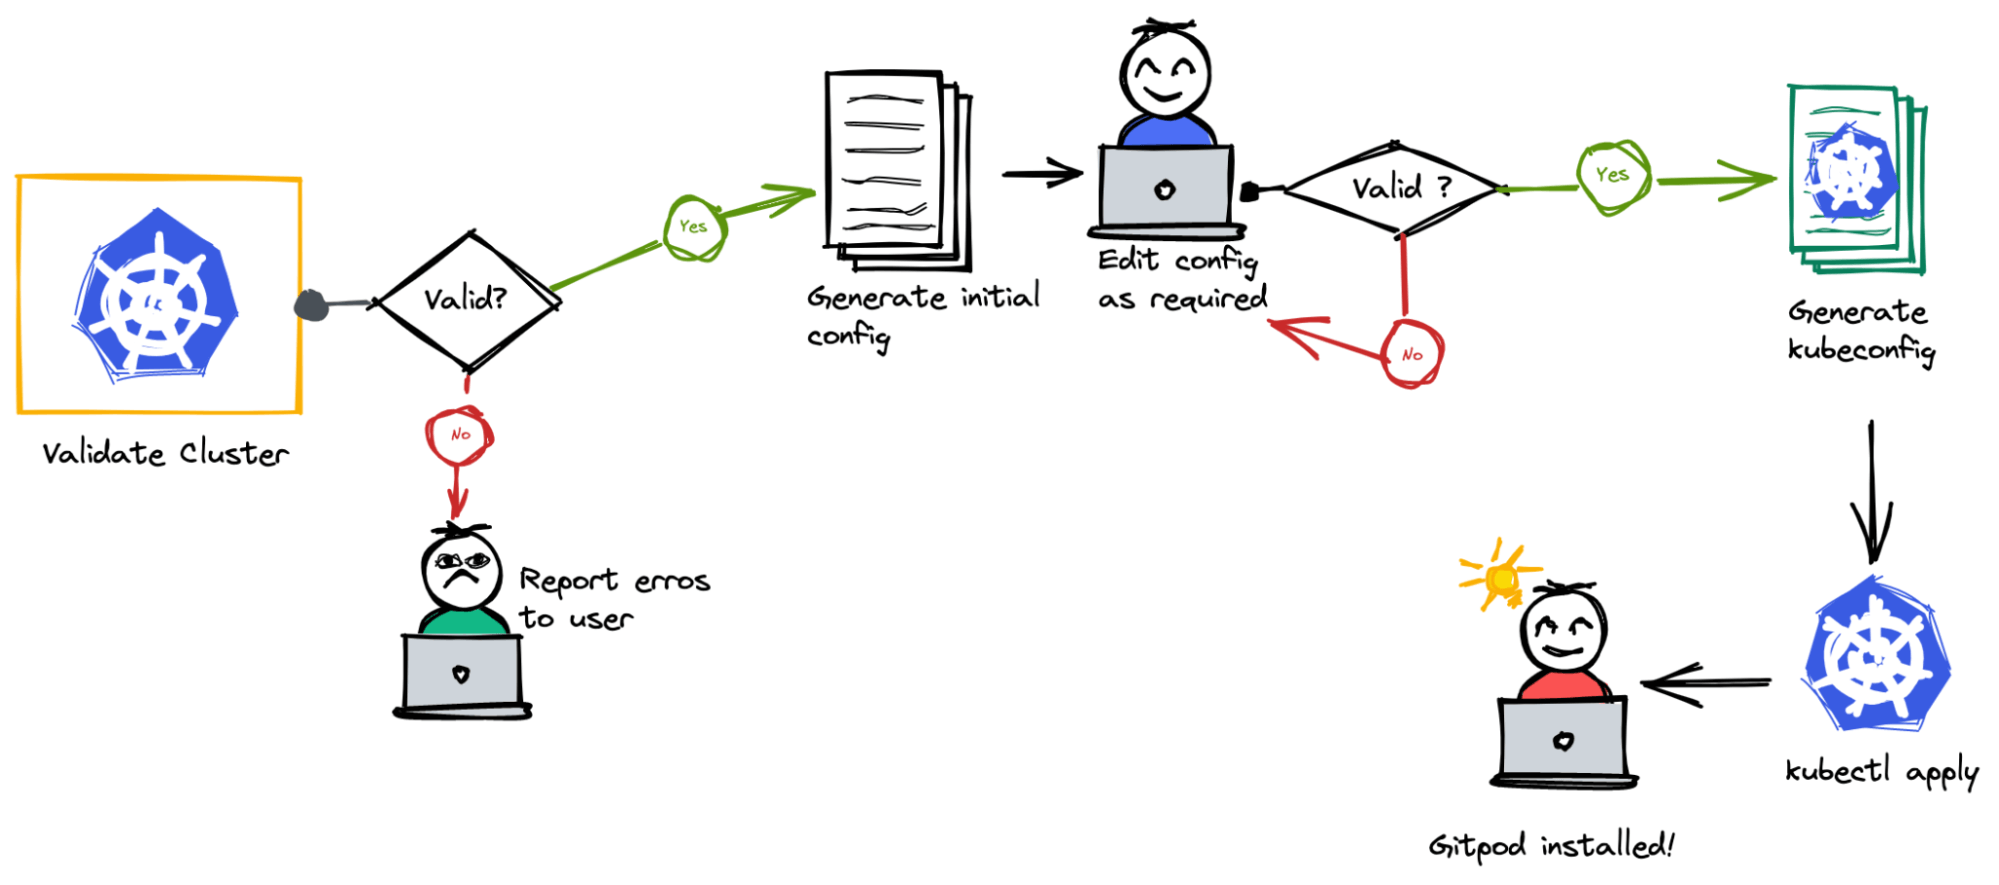 Validate Cluster
Valid?
Yes
No
Report erros
to user
Generate initial
config
Edit config
as required
Valid ?
Yes
No
Generate
kubeconfig
kubectl apply
Gitpod installed!